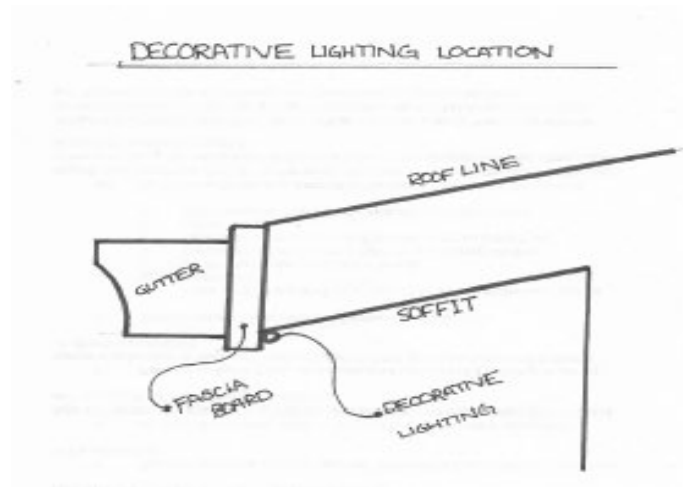 DECORATIVE LIGHTING LOCATION
ROOF LINE
GUTTER
SOFFIT
FASCIA
BOARD
DECORATIVE
LIGHTING